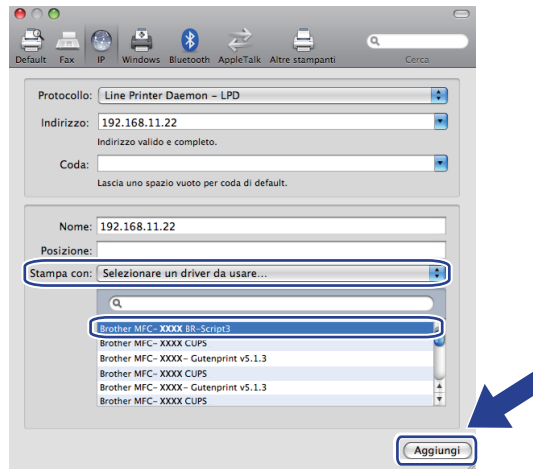 Default Fax IP Windows Bluetooth AppleTalk Altre stampanti Cerca
Protocollo: Line Printer Daemon – LPD
Indirizzo: 192.168.11.22
Indirizzo valido e completo.
Coda:
Lascia uno spazio vuoto per coda di default.
Nome: 192.168.11.22
Posizione:
Stampa con: Selezionare un driver da usare...
Brother MFC- XXXX BR-Script3
Brother MFC- XXXX CUPS
Brother MFC- XXXX– Gutenprint v5.1.3
Brother MFC- XXXX CUPS
Brother MFC- XXXX– Gutenprint v5.1.3
Brother MFC- XXXX CUPS
Aggiungi